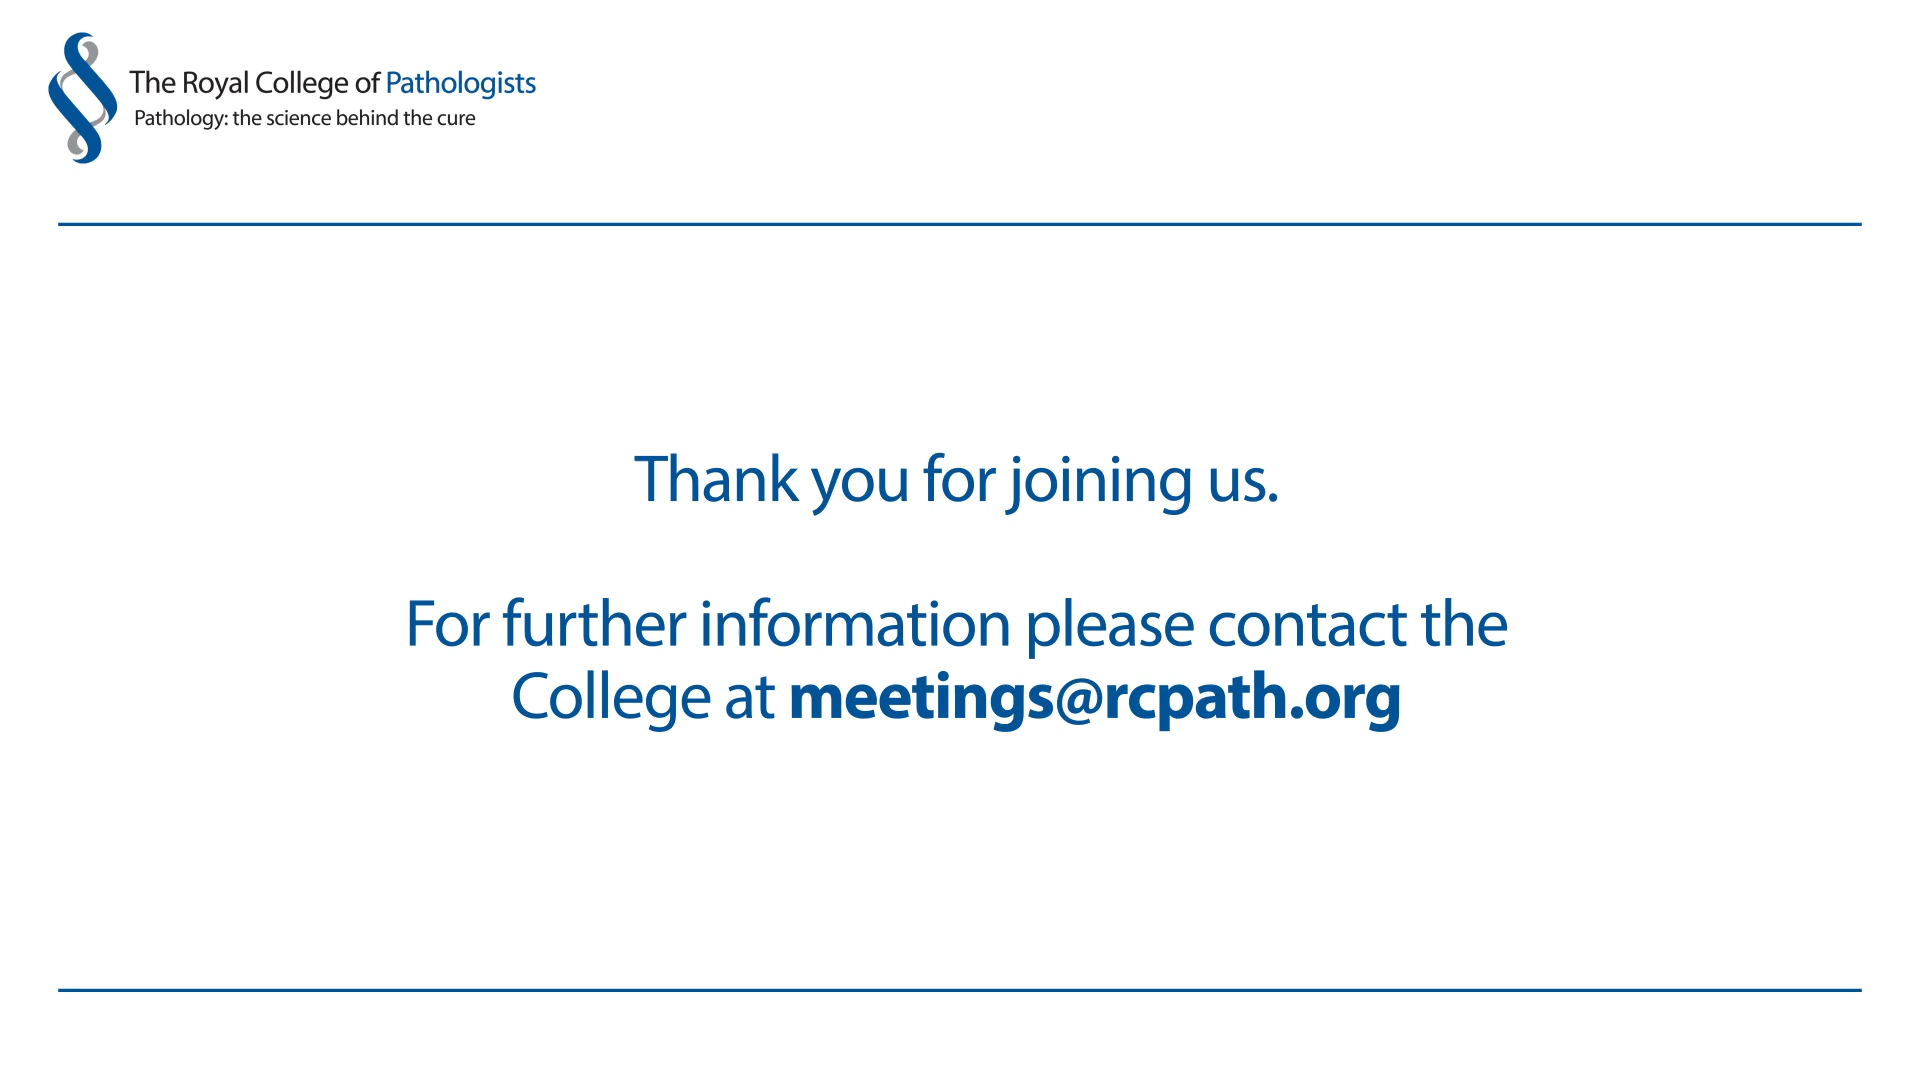 The Royal College of Pathologists
Pathology: the science behind the cure
Thank you for joining us.
For further information please contact the
College at meetings@rcpath.org